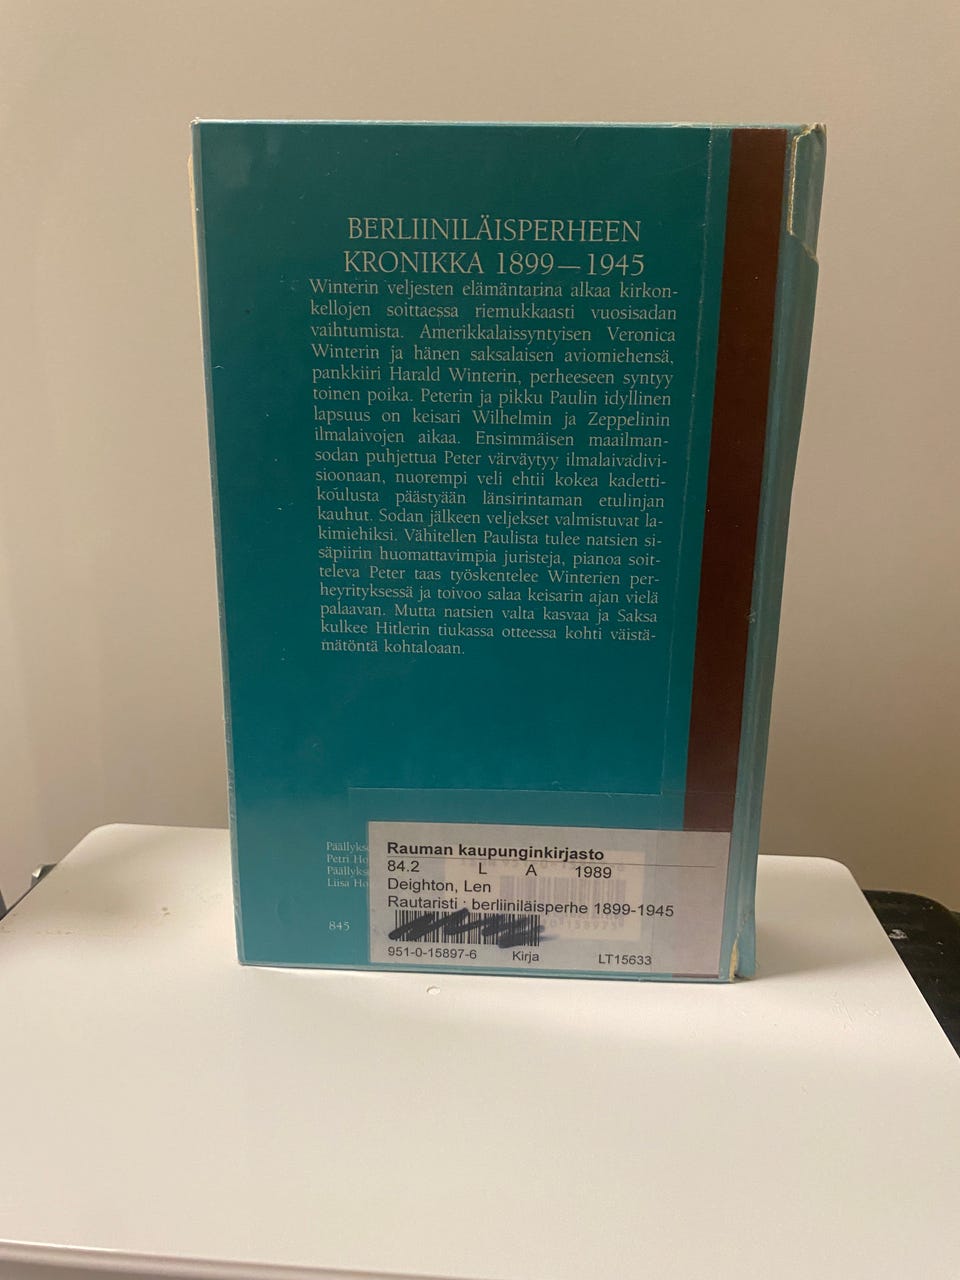 BERLIINILÄISPERHEEN
KRONIKKA 1899—1945
Winterin veljesten elämäntarina alkaa kirkon-
kellojen soittaessa riemukkaasti vuosisadan
vaihtumista. Amerikkalaissyntyisen Veronica
Winterin ja hänen saksalaisen aviomiehensä,
pankkiiri Harald Winterin, perheeseen syntyy
toinen poika. Peterin ja pikku Paulin idyllinen
lapsuus on keisari Wilhelmin ja Zeppelinin
ilmalaivojen aikaa. Ensimmäisen maailman-
sodan puhjettua Peter värväytyy ilmalaivadivi-
sioonaan, nuorempi veli ehtii kokea kadetti-
koulusta päästyään länsirintaman etulinjan
kauhut. Sodan jälkeen veljekset valmistuvat la-
kimiehiksi. Vähitellen Paulista tulee natsien si-
säpiirin huomattavimpia juristeja, pianoa soit-
televa Peter taas työskentelee Winterien per-
heyrityksessä ja toivoo salaa keisarin ajan vielä
palaavan. Mutta natsien valta kasvaa ja Saksa
kulkee Hitlerin tiukassa otteessa kohti väistä-
mätöntä kohtaloaan.
Päällyks
Petri Ho
Päällyks
Liisa Ho
845
Rauman kaupunginkirjasto
84.2 L A 1989
Deighton, Len
Rautaristi : berliiniläisperhe 1899-1945
951-0-15897-6 Kirja LT15633